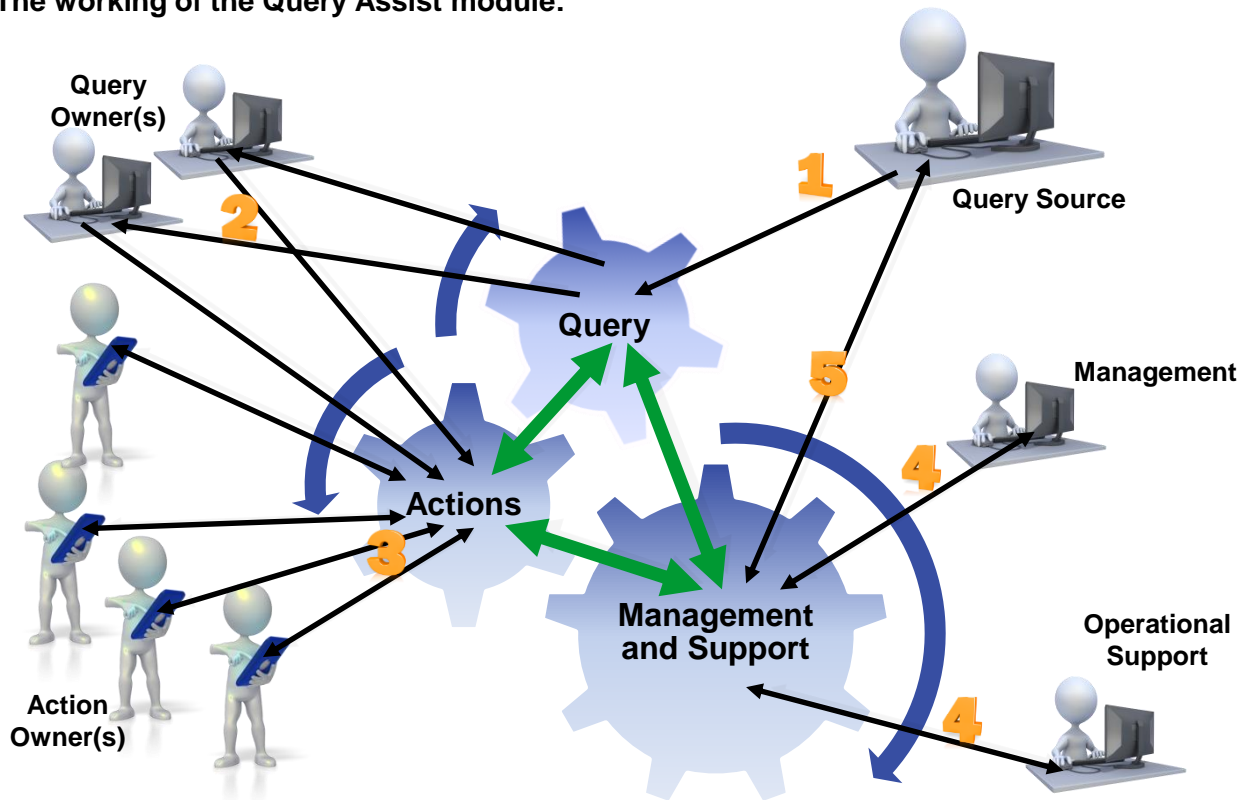 The working of the Query Assist module.
Query
Owner(s)
1
Query Source
2
Query
5
Management
4
Actions
3
Management
and Support
Operational
Support
4
Action
Owner(s)